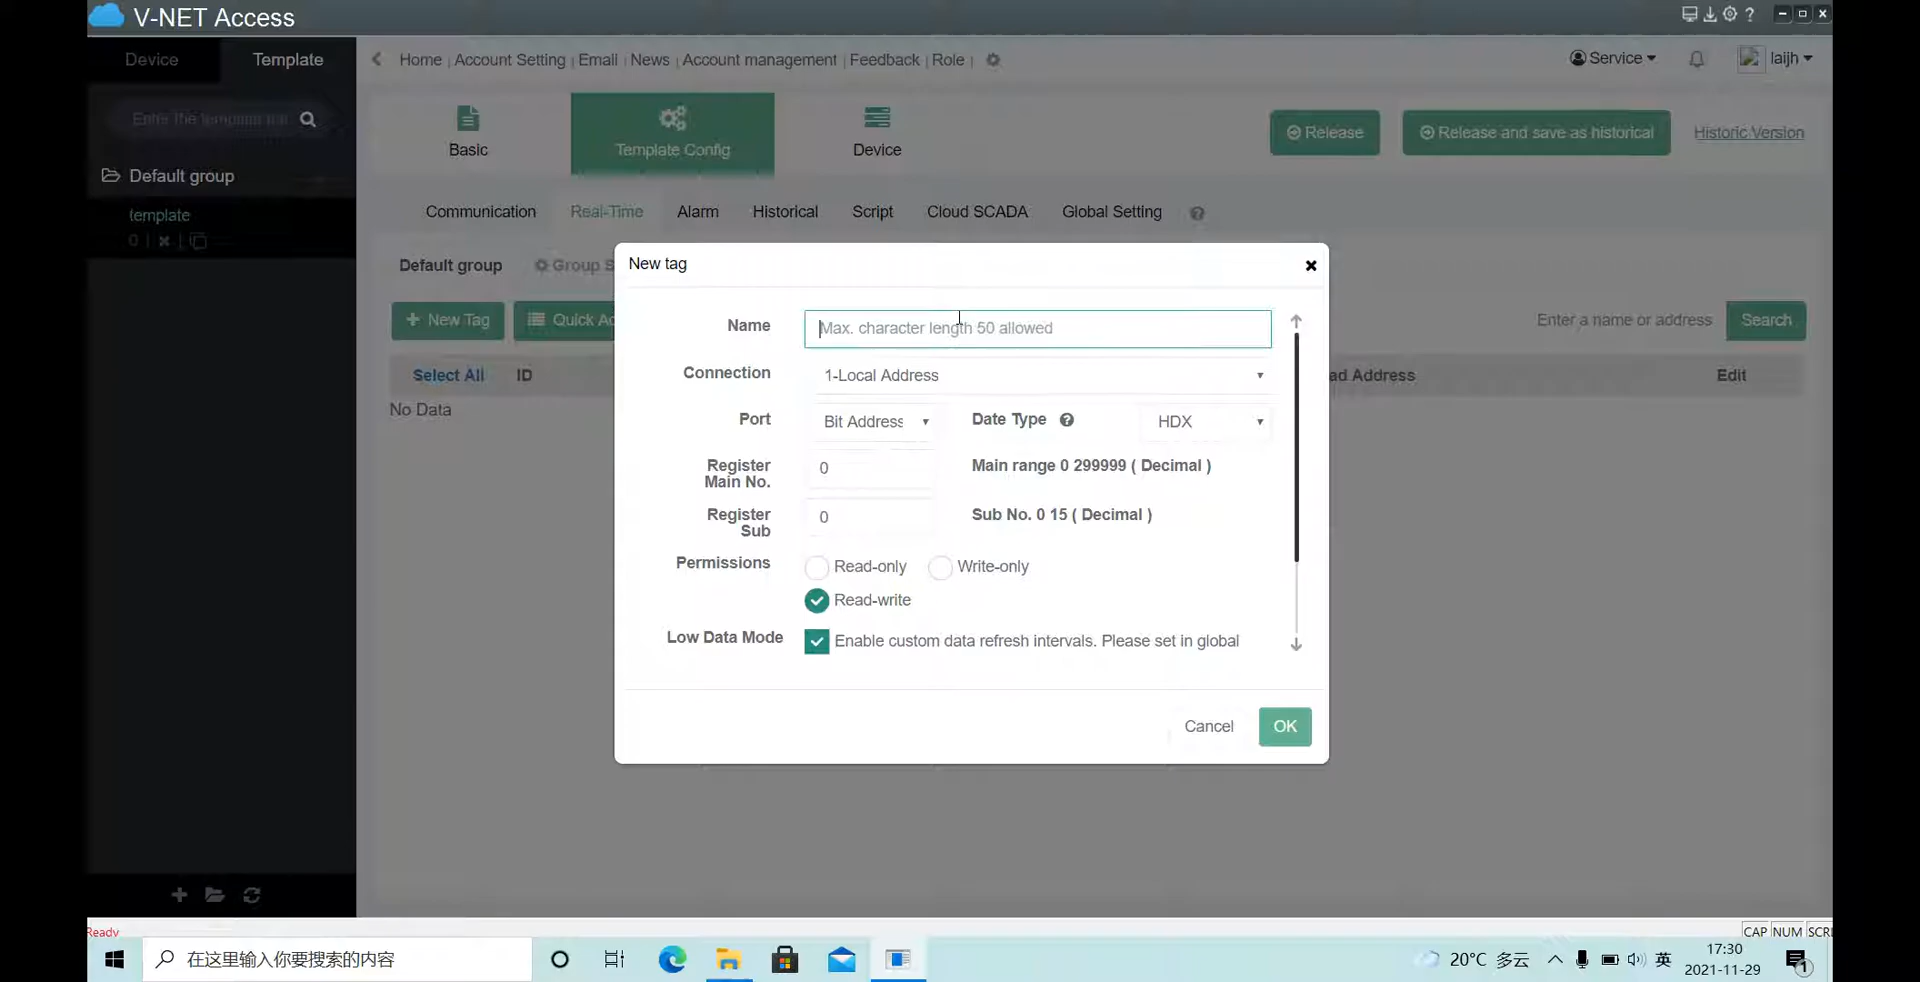 V-NET Access
Device Template
Home Account Setting Email News Account management Feedback Role
Service laijh
Enter the template
Default group
template
0
Basic
Template Config
Device
Release
Release and save as historical
Historic Version
Communication Real-Time Alarm Historical Script Cloud SCADA Global Setting
Default group Group S
New Tag
Quick Ad
Enter a name or address
Search
Select All ID
ad Address Edit
No Data
New tag
Name Max. character length 50 allowed
Connection 1-Local Address
Port Bit Address Date Type HDX
Register
Main No. 0 Main range 0 299999 ( Decimal )
Register
Sub 0 Sub No. 0 15 ( Decimal )
Permissions Read-only Write-only
Read-write
Low Data Mode Enable custom data refresh intervals. Please set in global
Cancel OK
Ready
CAP NUM SCRL
在这里输入你要搜索的内容
20°C 多云
英
17:30
2021-11-29
1